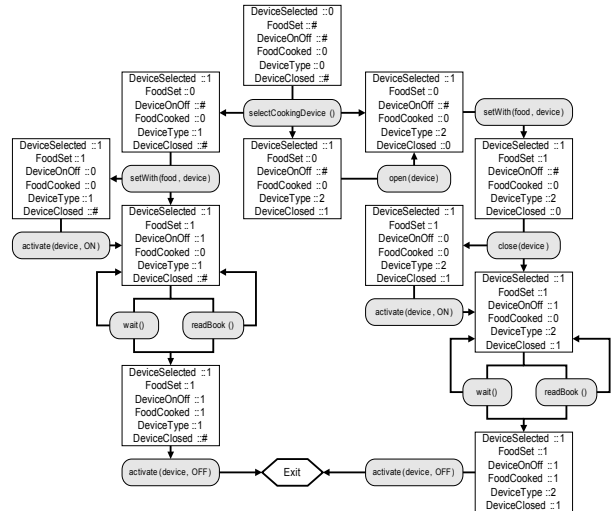 DeviceSelected ::0
FoodSet ::#
DeviceOnOff ::#
FoodCooked ::0
DeviceType ::0
DeviceClosed ::#
selectCookingDevice ()
DeviceSelected ::1
FoodSet ::0
DeviceOnOff ::#
FoodCooked ::0
DeviceType ::1
DeviceClosed ::#
DeviceSelected ::1
FoodSet ::0
DeviceOnOff ::#
FoodCooked ::0
DeviceType ::2
DeviceClosed ::0
setWith(food , device)
DeviceSelected ::1
FoodSet ::1
DeviceOnOff ::0
FoodCooked ::0
DeviceType ::1
DeviceClosed ::#
setWith(food , device)
DeviceSelected ::1
FoodSet ::0
DeviceOnOff ::#
FoodCooked ::0
DeviceType ::2
DeviceClosed ::1
open (device)
DeviceSelected ::1
FoodSet ::1
DeviceOnOff ::#
FoodCooked ::0
DeviceType ::2
DeviceClosed ::0
activate (device , ON)
DeviceSelected ::1
FoodSet ::1
DeviceOnOff ::1
FoodCooked ::0
DeviceType ::1
DeviceClosed ::#
DeviceSelected ::1
FoodSet ::1
DeviceOnOff ::0
FoodCooked ::0
DeviceType ::2
DeviceClosed ::1
close (device)
activate (device , ON)
DeviceSelected ::1
FoodSet ::1
DeviceOnOff ::1
FoodCooked ::0
DeviceType ::2
DeviceClosed ::1
wait ()
readBook ()
DeviceSelected ::1
FoodSet ::1
DeviceOnOff ::1
FoodCooked ::1
DeviceType ::1
DeviceClosed ::#
wait ()
readBook ()
activate (device, OFF)
Exit
activate (device, OFF)
DeviceSelected ::1
FoodSet ::1
DeviceOnOff ::1
FoodCooked ::1
DeviceType ::2
DeviceClosed ::1